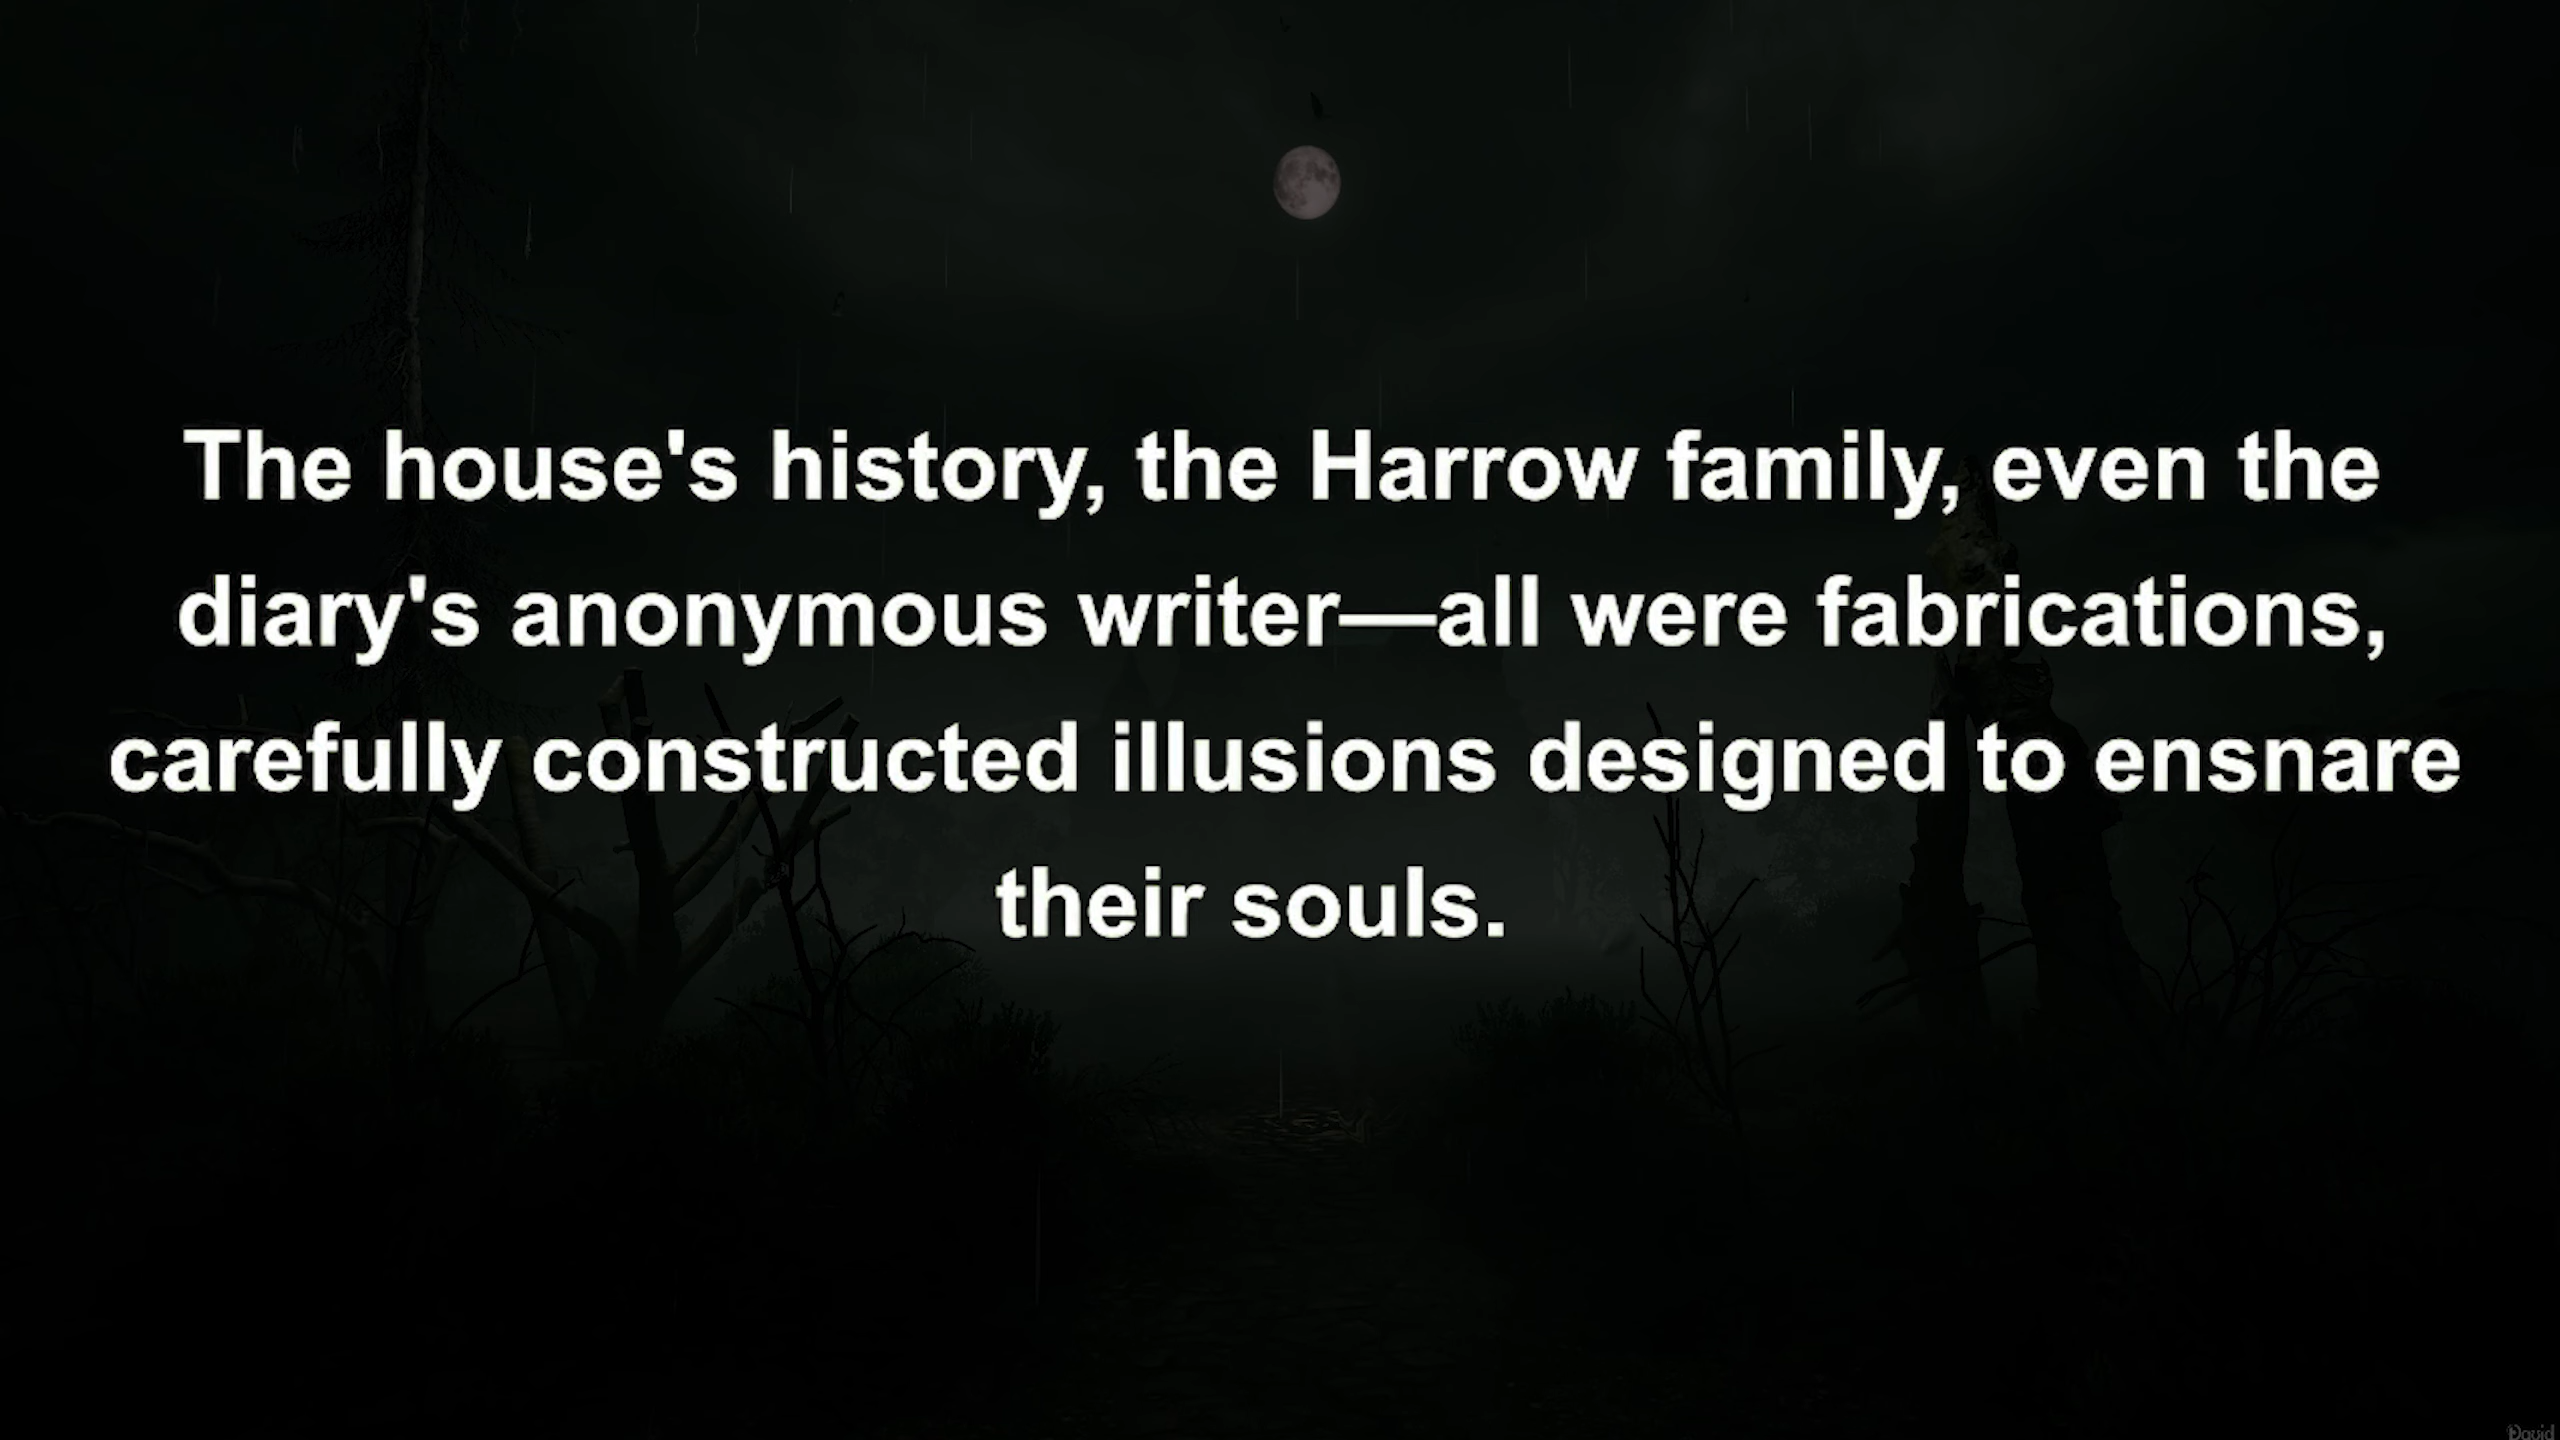 The house's history, the Harrow family, even the
diary's anonymous writer—all were fabrications,
carefully constructed illusions designed to ensnare
their souls.
David